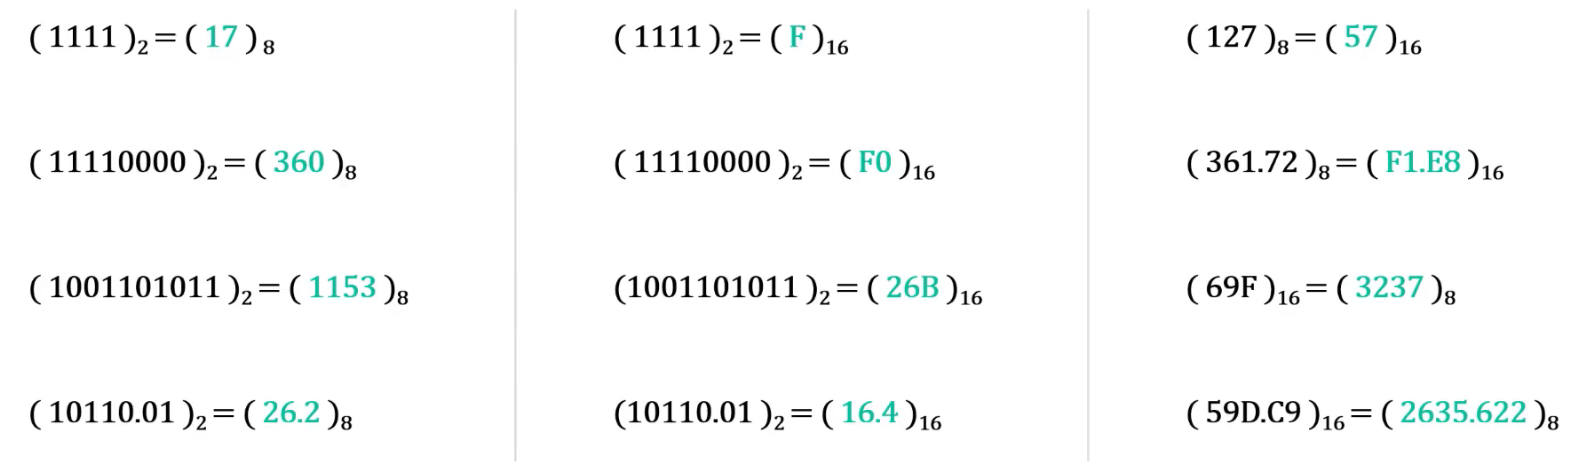 ( 1111 )₂ = ( 17 )₈
( 11110000 )₂ = ( 360 )₈
( 1001101011 )₂ = ( 1153 )₈
( 10110.01 )₂ = ( 26.2 )₈
( 1111 )₂ = ( F )₁₆
( 11110000 )₂ = ( F0 )₁₆
(1001101011 )₂ = ( 26B )₁₆
(10110.01 )₂ = ( 16.4 )₁₆
( 127 )₈ = ( 57 )₁₆
( 361.72 )₈ = ( F1.E8 )₁₆
( 69F )₁₆ = ( 3237 )₈
( 59D.C9 )₁₆ = ( 2635.622 )₈